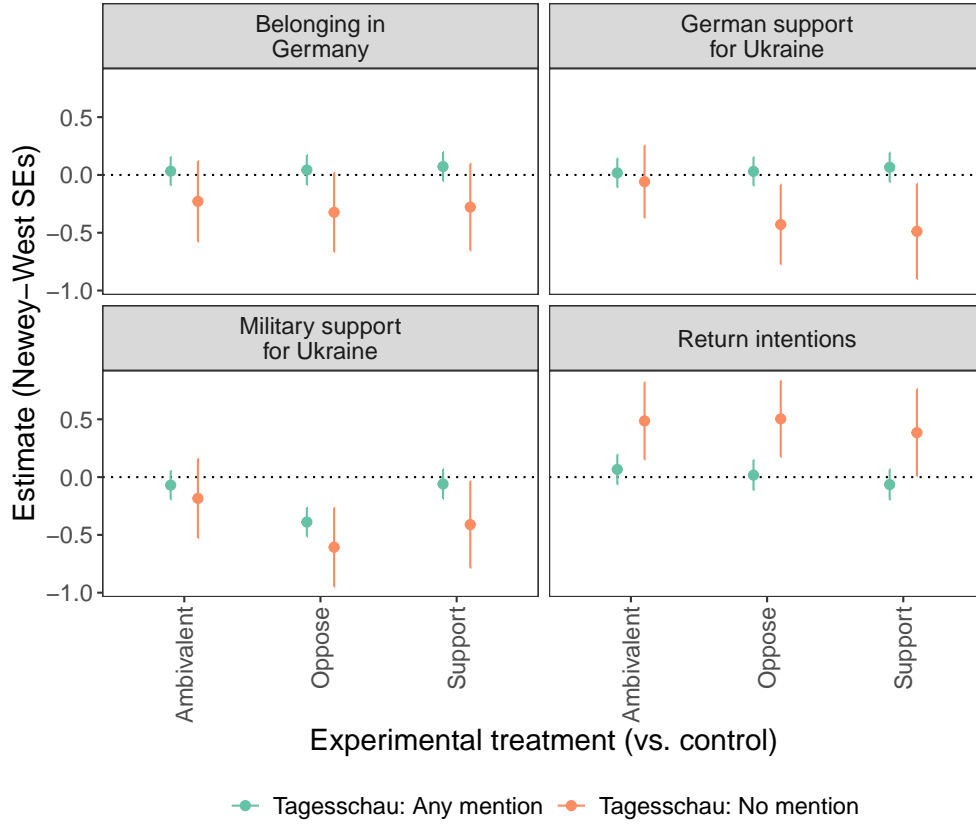 Belonging in
Germany
German support
for Ukraine
0.5
0.0
−0.5
−1.0
Military support
for Ukraine
Return intentions
0.5
0.0
−0.5
−1.0
Estimate (Newey−West SEs)
Ambivalent
Oppose
Support
Ambivalent
Oppose
Support
Experimental treatment (vs. control)
Tagesschau: Any mention
Tagesschau: No mention